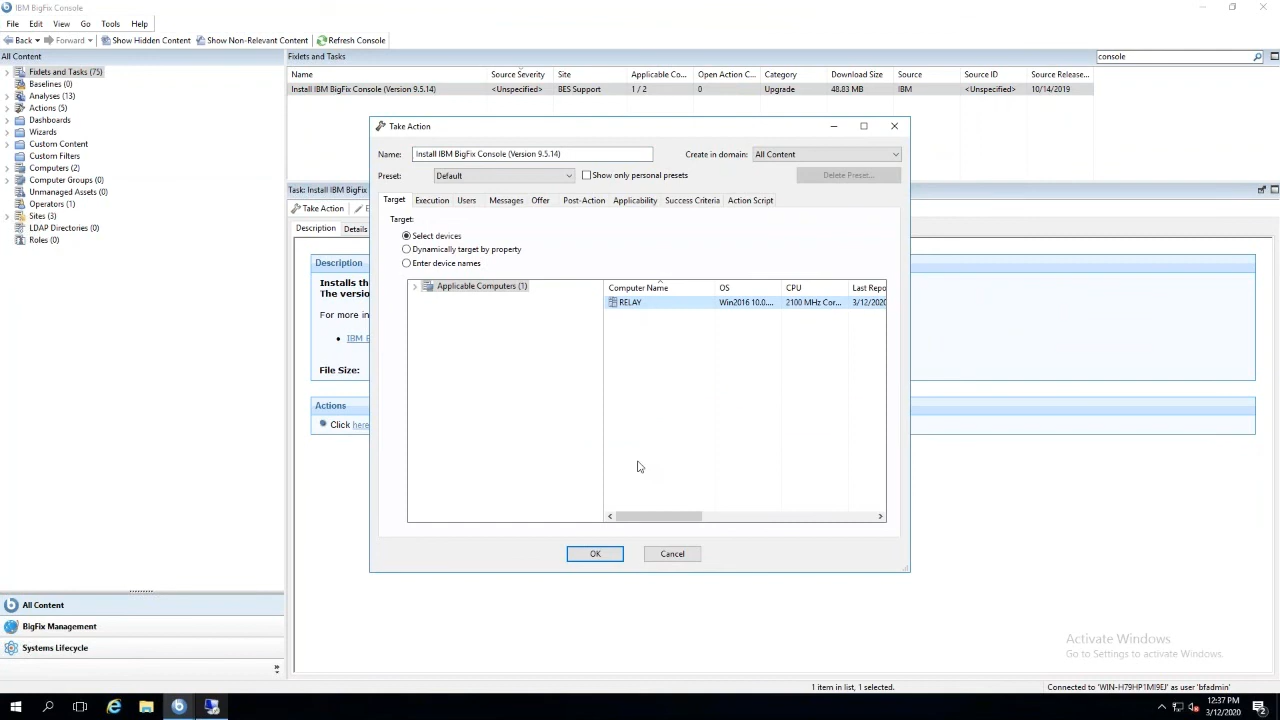 IBM BigFix Console
File Edit View Go Tools Help
Back Forward Show Hidden Content Show Non-Relevant Content Refresh Console
All Content
Fixlets and Tasks (75)
Baselines (0)
Analyses (13)
Actions (5)
Dashboards
Wizards
Custom Content
Custom Filters
Computers (2)
Computer Groups (0)
Unmanaged Assets (0)
Operators (1)
Sites (3)
LDAP Directories (0)
Roles (0)
All Content
BigFix Management
Systems Lifecycle
Fixlets and Tasks
console
Name Source Severity Site Applicable Co... Open Action C... Category Download Size Source Source ID Source Release...
Install IBM BigFix Console (Version 9.5.14) <Unspecified> BES Support 1 / 2 0 Upgrade 48.83 MB IBM <Unspecified> 10/14/2019
Task: Install IBM BigFix
Take Action
Description Details
Description
Installs th
The versio
For more in
IBM B
File Size:
Actions
Click here
Take Action
Name: Install IBM BigFix Console (Version 9.5.14) Create in domain: All Content
Preset: Default Show only personal presets Delete Preset...
Target Execution Users Messages Offer Post-Action Applicability Success Criteria Action Script
Target:
Select devices
Dynamically target by property
Enter device names
Applicable Computers (1)
Computer Name OS CPU Last Repo
RELAY Win2016 10.0.... 2100 MHz Cor... 3/12/2020
OK Cancel
Activate Windows
Go to Settings to activate Windows.
1 item in list, 1 selected. Connected to 'WIN-H79HP1MI9EJ' as user 'bfadmin'
12:37 PM
3/12/2020
2